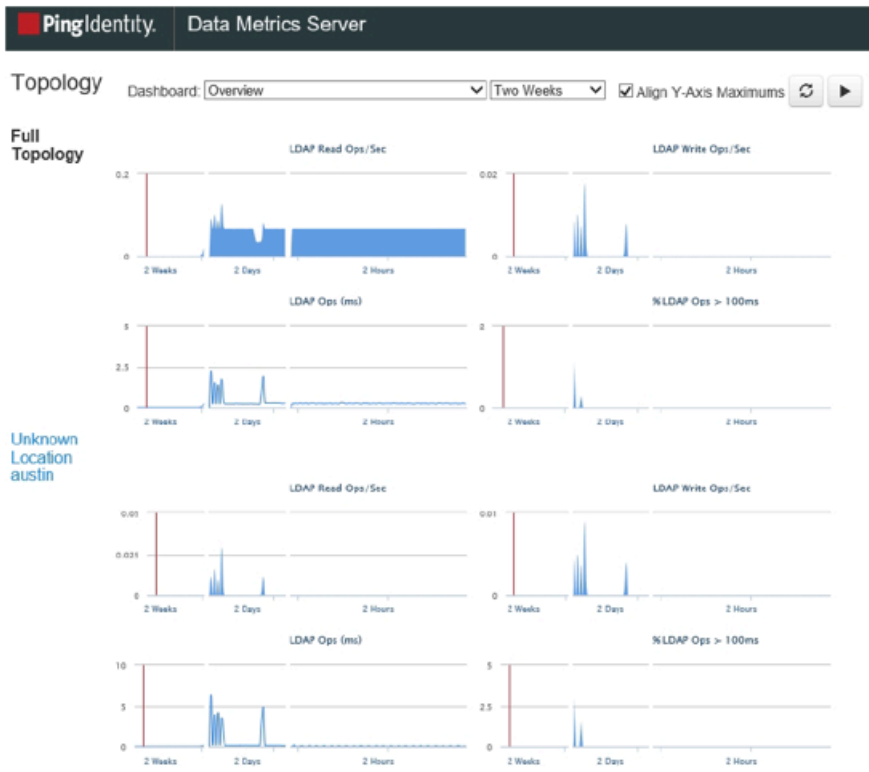 PingIdentity. Data Metrics Server
Topology Dashboard: Overview Two Weeks Align Y-Axis Maximums
Full
Topology
LDAP Read Ops/Sec LDAP Write Ops/Sec
0.2 0.02
0 0
2 Weeks 2 Days 2 Hours 2 Weeks 2 Days 2 Hours
LDAP Ops (ms) %LDAP Ops > 100ms
5 2
2.5
0 0
2 Weeks 2 Days 2 Hours 2 Weeks 2 Days 2 Hours
Unknown
Location
austin
LDAP Read Ops/Sec LDAP Write Ops/Sec
0.01
0 0
2 Weeks 2 Days 2 Hours 2 Weeks 2 Days 2 Hours
LDAP Ops (ms) %LDAP Ops > 100ms
10 5
5 2.5
0 0
2 Weeks 2 Days 2 Hours 2 Weeks 2 Days 2 Hours